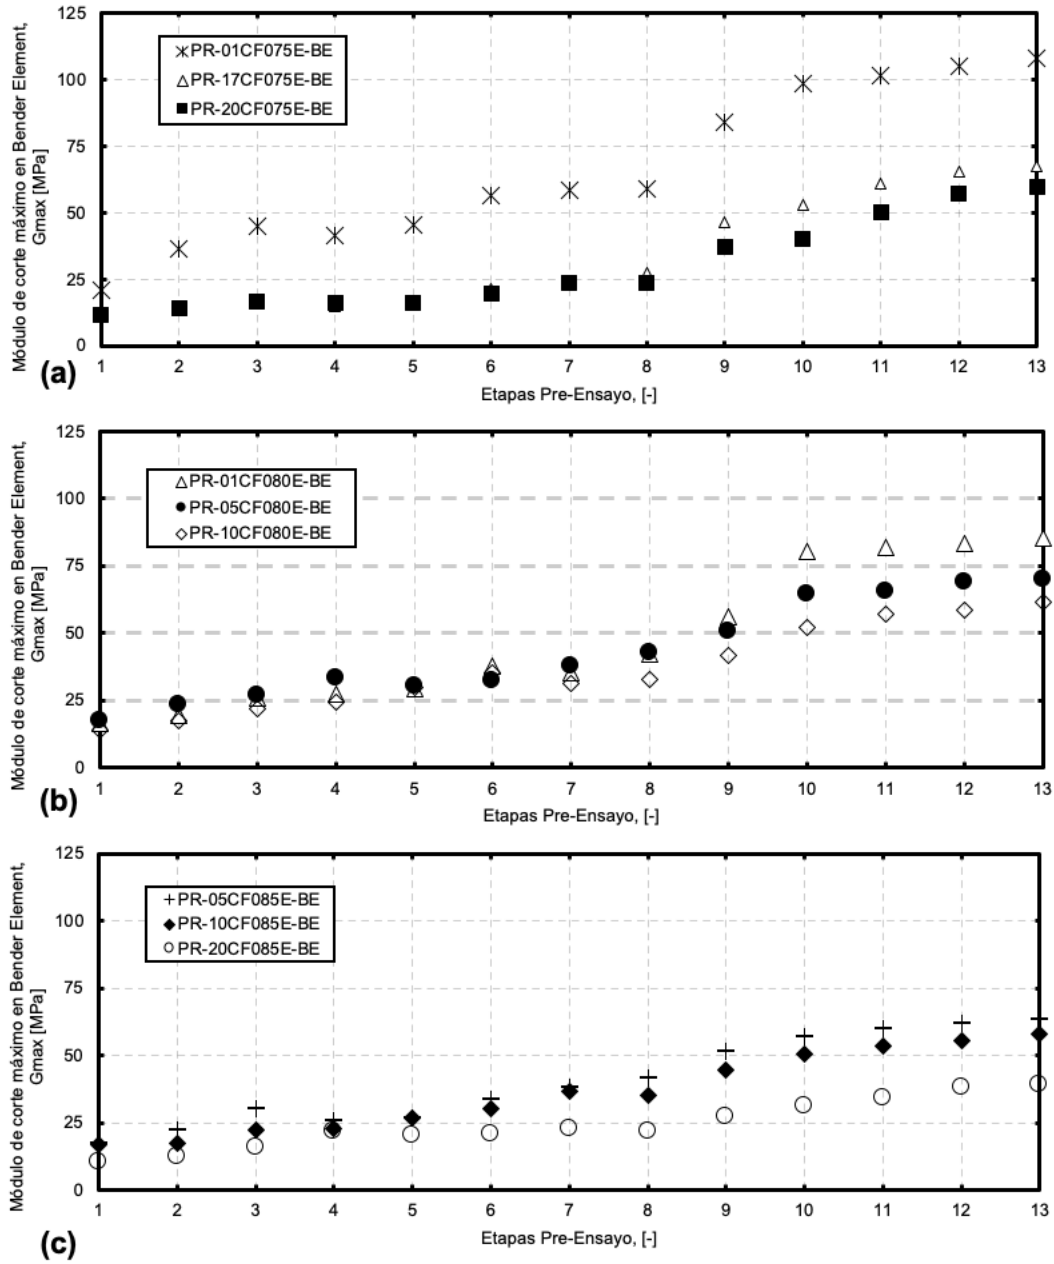 Módulo de corte máximo en Bender Element,
Gmax [MPa]
125
100
75
50
25
0
PR-01CF075E-BE
PR-17CF075E-BE
PR-20CF075E-BE
1 2 3 4 5 6 7 8 9 10 11 12 13
(a)
Etapas Pre-Ensayo, [-]
Módulo de corte máximo en Bender Element,
Gmax [MPa]
125
100
75
50
25
0
PR-01CF080E-BE
PR-05CF080E-BE
PR-10CF080E-BE
1 2 3 4 5 6 7 8 9 10 11 12 13
(b)
Etapas Pre-Ensayo, [-]
Módulo de corte máximo en Bender Element,
Gmax [MPa]
125
100
75
50
25
0
PR-05CF085E-BE
PR-10CF085E-BE
PR-20CF085E-BE
1 2 3 4 5 6 7 8 9 10 11 12 13
(c)
Etapas Pre-Ensayo, [-]